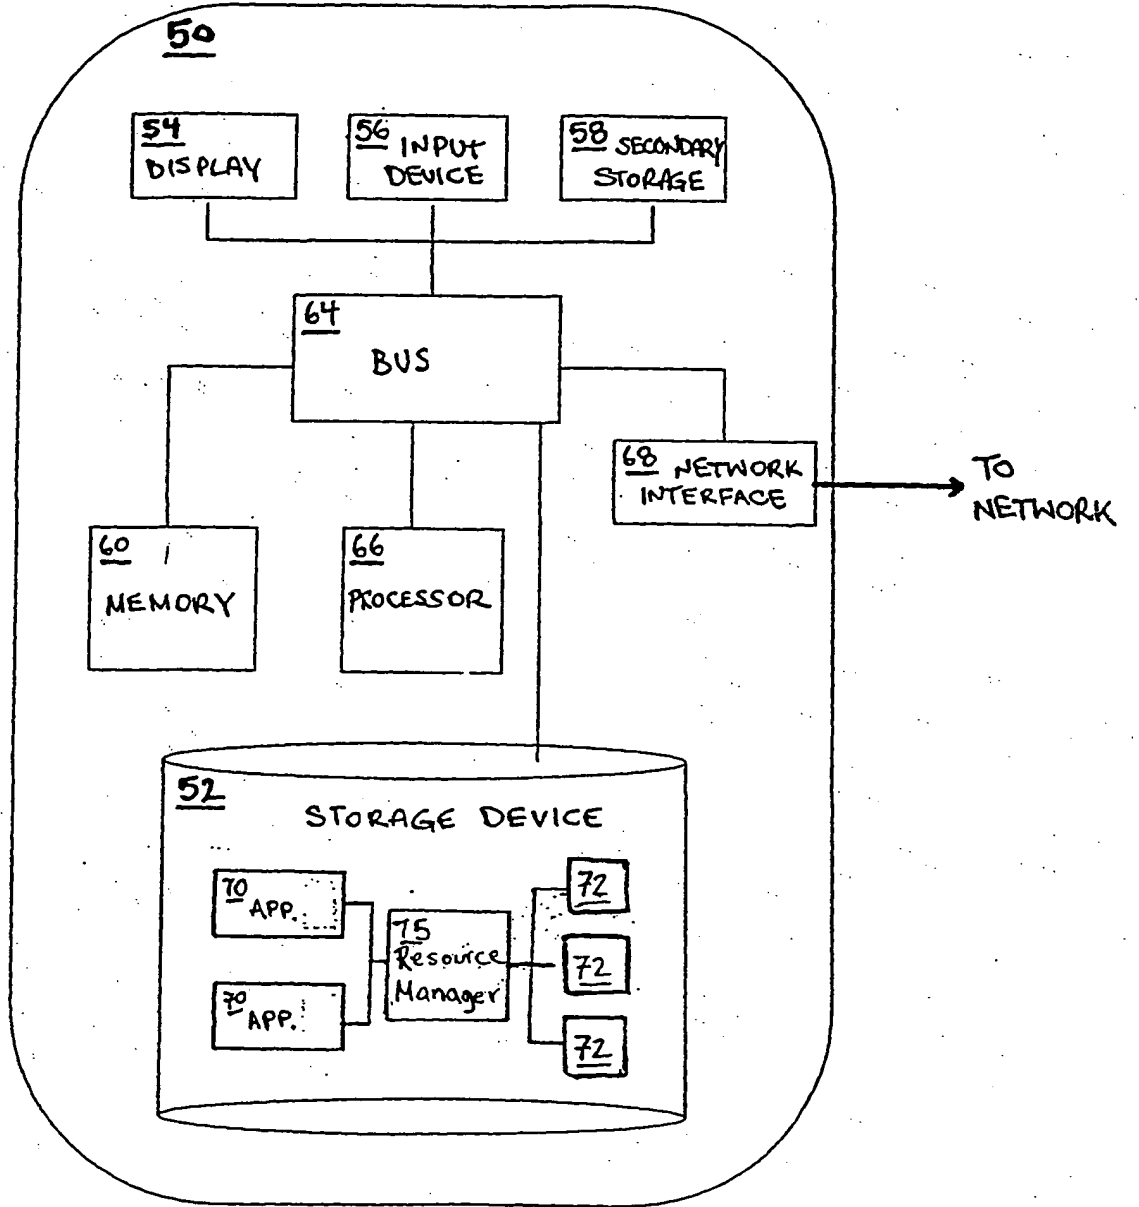 50
54
DISPLAY
56 INPUT
DEVICE
58 SECONDARY
STORAGE
64
BUS
68 NETWORK
INTERFACE
TO
NETWORK
60
MEMORY
66
PROCESSOR
52
STORAGE DEVICE
70
APP.
75
Resource
Manager
70
APP.
72
72
72